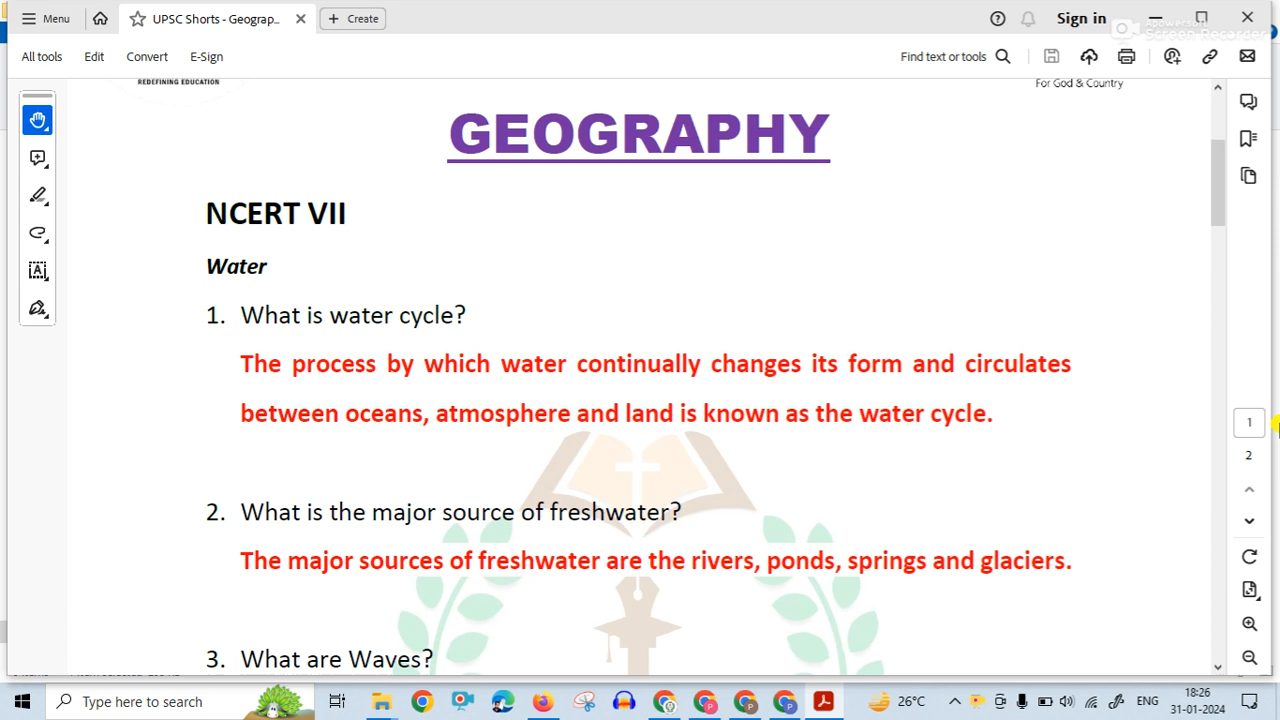 Menu
UPSC Shorts - Geograp...
Create
Sign in
Apowersoft
Screen Recorder
All tools
Edit
Convert
E-Sign
Find text or tools
REDEFINING EDUCATION
For God & Country
GEOGRAPHY
NCERT VII
Water
1. What is water cycle?
The process by which water continually changes its form and circulates
between oceans, atmosphere and land is known as the water cycle.
2. What is the major source of freshwater?
The major sources of freshwater are the rivers, ponds, springs and glaciers.
3. What are Waves?
1
2
Type here to search
26°C
ENG
18:26
31-01-2024